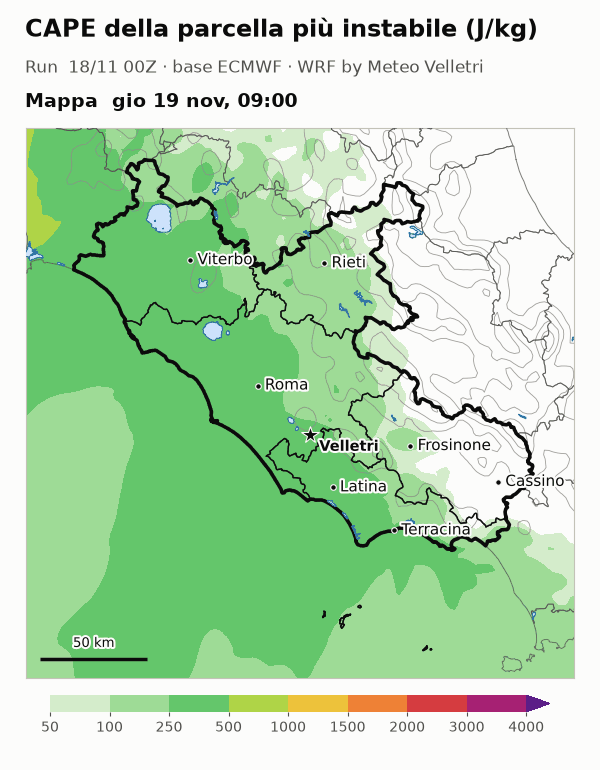 CAPE della parcella più instabile (J/kg)
Run  18/11 00Z · base ECMWF · WRF by Meteo Velletri
Mappa  gio 19 nov, 09:00
Viterbo
Rieti
Roma
Velletri
Frosinone
Cassino
Latina
Terracina
50 km
50 100 250 500 1000 1500 2000 3000 4000